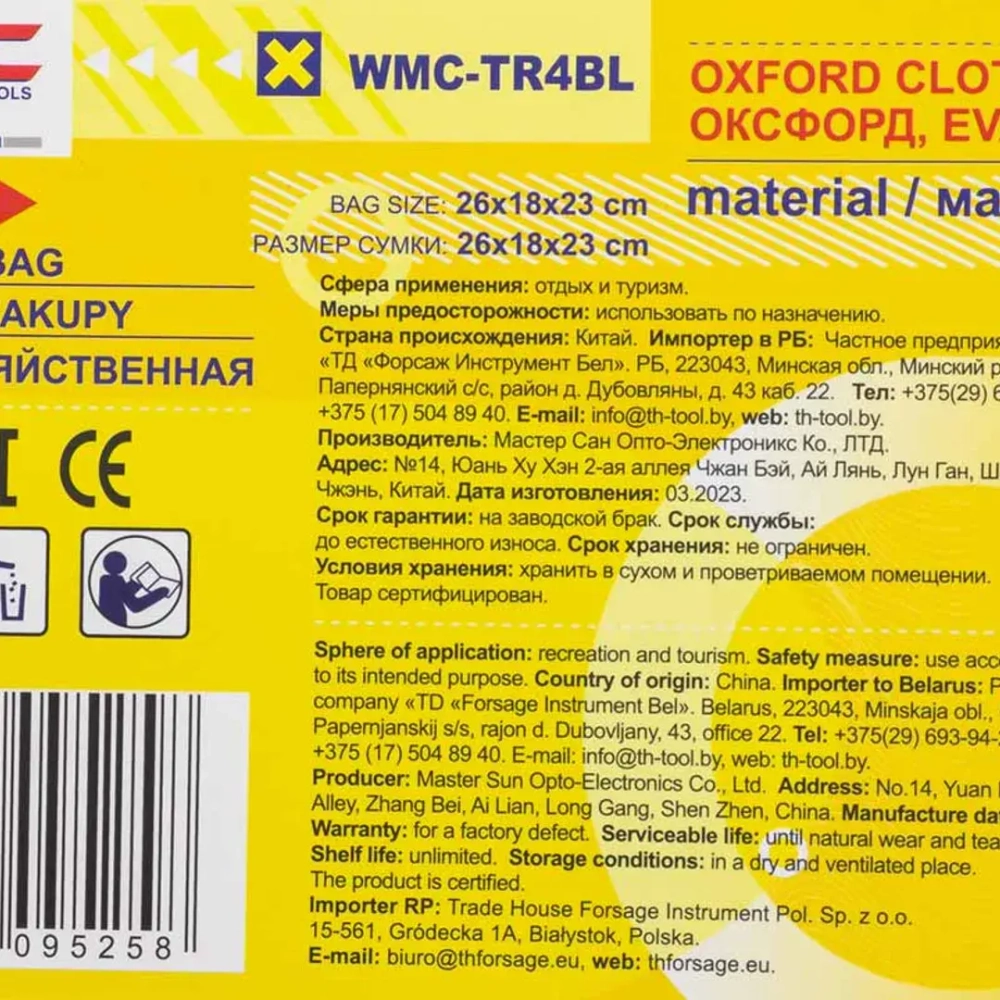 OLS
WMC-TR4BL
OXFORD CLOT
ОКСФОРД, EVA
material / ма
BAG SIZE: 26x18x23 cm
РАЗМЕР СУМКИ: 26x18x23 cm
BAG
AKUPY
ЯЙСТВЕННАЯ
CE
Сфера применения: отдых и туризм.
Меры предосторожности: использовать по назначению.
Страна происхождения: Китай. Импортер в РБ: Частное предприя
«ТД «Форсаж Инструмент Бел». РБ, 223043, Минская обл., Минский р
Папернянский с/с, район д. Дубовляны, д. 43 каб. 22. Тел: +375(29) 6
+375 (17) 504 89 40. E-mail: info@th-tool.by, web: th-tool.by.
Производитель: Мастер Сан Опто-Электроникс Ко., ЛТД.
Адрес: №14, Юань Ху Хэн 2-ая аллея Чжан Бэй, Ай Лянь, Лун Ган, Ш
Чжэнь, Китай. Дата изготовления: 03.2023.
Срок гарантии: на заводской брак. Срок службы:
до естественного износа. Срок хранения: не ограничен.
Условия хранения: хранить в сухом и проветриваемом помещении.
Товар сертифицирован.
Sphere of application: recreation and tourism. Safety measure: use acc
to its intended purpose. Country of origin: China. Importer to Belarus: P
company «TD «Forsage Instrument Bel». Belarus, 223043, Minskaja obl.,
Papernjanskij s/s, rajon d. Dubovljany, 43, office 22. Tel: +375(29) 693-94-
+375 (17) 504 89 40. E-mail: info@th-tool.by, web: th-tool.by.
Producer: Master Sun Opto-Electronics Co., Ltd. Address: No.14, Yuan
Alley, Zhang Bei, Ai Lian, Long Gang, Shen Zhen, China. Manufacture da
Warranty: for a factory defect. Serviceable life: until natural wear and tea
Shelf life: unlimited. Storage conditions: in a dry and ventilated place.
The product is certified.
Importer RP: Trade House Forsage Instrument Pol. Sp. z o.o.
15-561, Gródecka 1A, Białystok, Polska.
E-mail: biuro@thforsage.eu, web: thforsage.eu.
095258